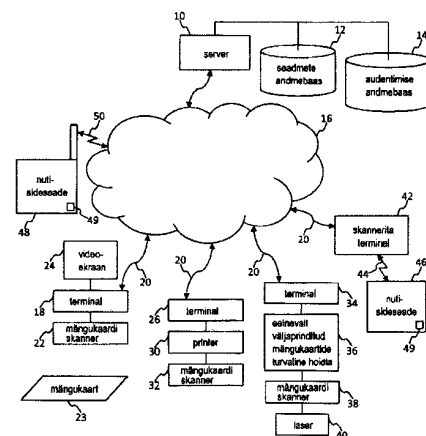 10
12
14
server
seadmete
andmebaas
audentimise
andmebaas
50
16
nuti-
sideseade
49
48
42
skannerita
terminal
20
44
46
nuti-
sideseade
49
24
video-
ekraan
20
20
20
18
terminal
22
mängukaardi
skanner
26
terminal
30
printer
32
mängukaardi
skanner
terminal
34
eelnevalt
väljaprinditud
mängukaartide
turvaline hoidla
36
mängukaardi
skanner
38
laser
40
mängukaart
23